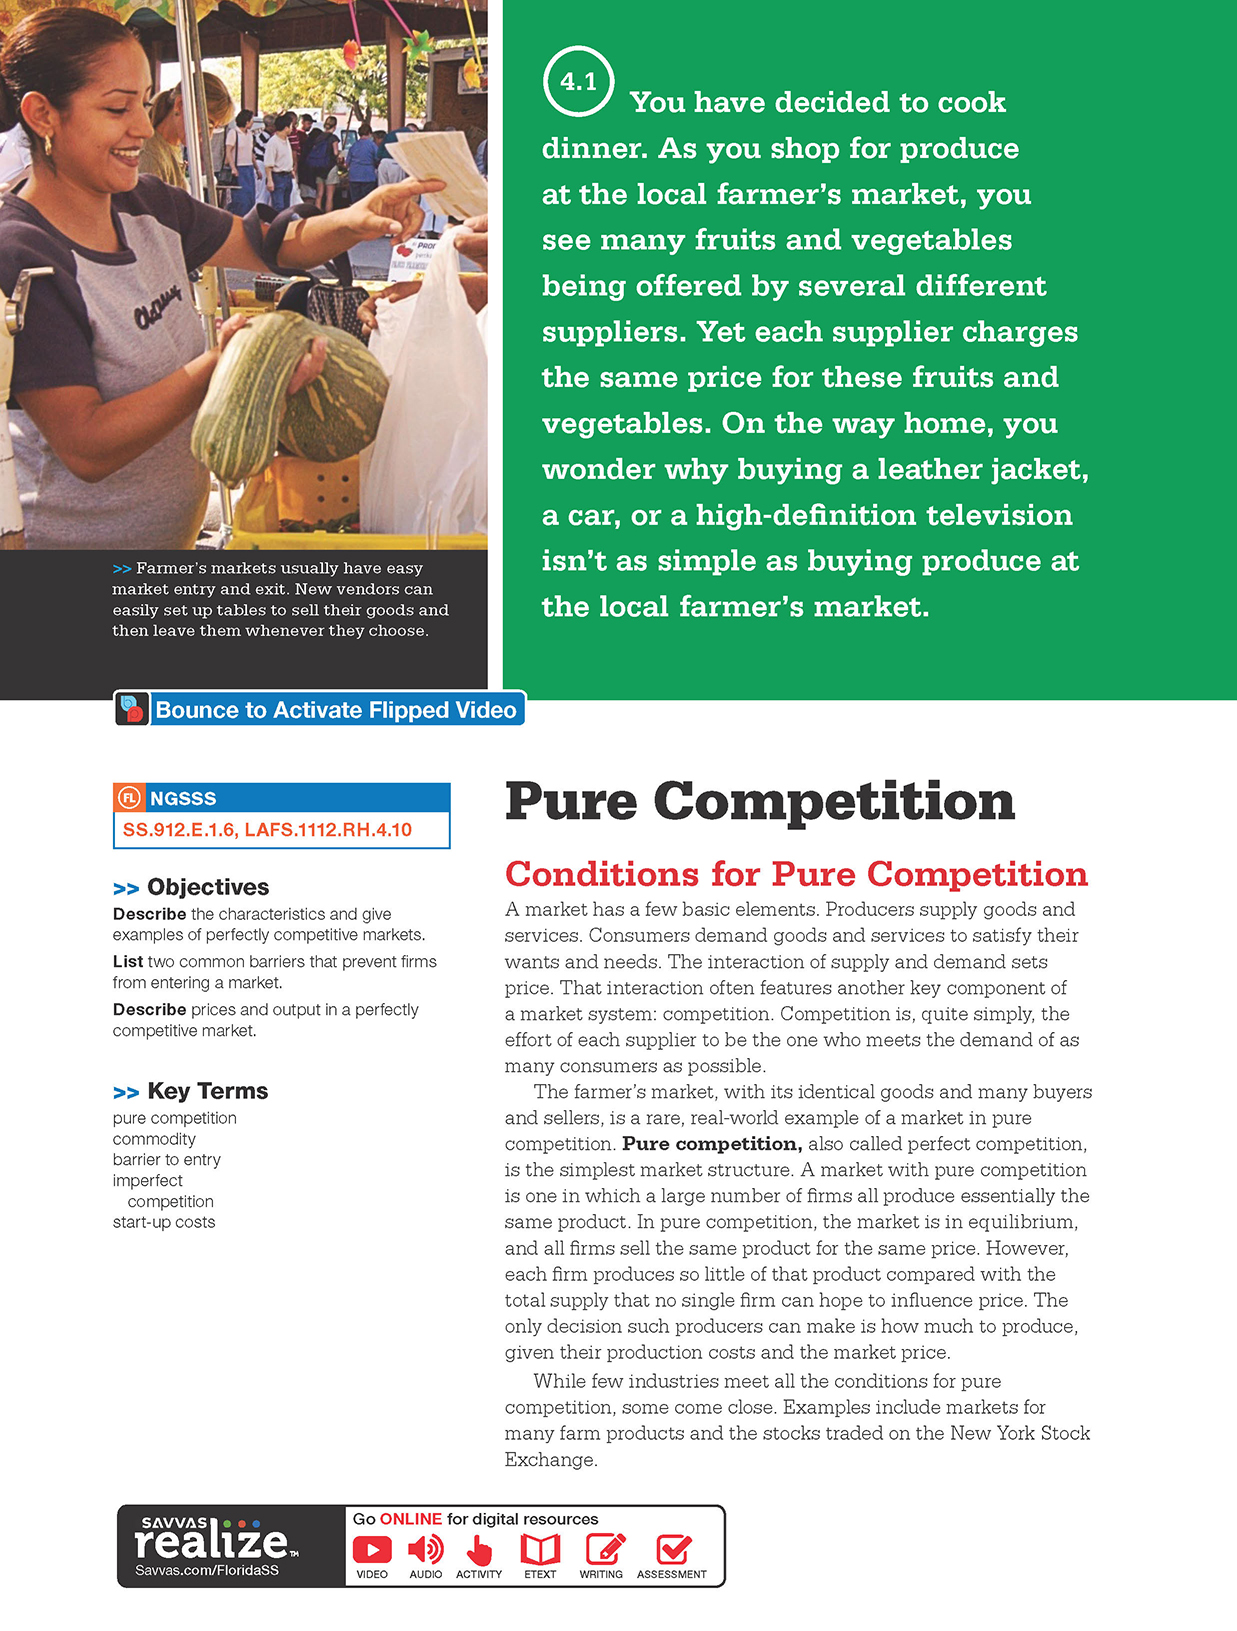 4.1
You have decided to cook
dinner. As you shop for produce
at the local farmer's market, you
see many fruits and vegetables
being offered by several different
suppliers. Yet each supplier charges
the same price for these fruits and
vegetables. On the way home, you
wonder why buying a leather jacket,
a car, or a high-definition television
isn't as simple as buying produce at
the local farmer's market.
>> Farmer's markets usually have easy
market entry and exit. New vendors can
easily set up tables to sell their goods and
then leave them whenever they choose.
Bounce to Activate Flipped Video
FL NGSSS
SS.912.E.1.6, LAFS.1112.RH.4.10
>> Objectives
Describe the characteristics and give
examples of perfectly competitive markets.
List two common barriers that prevent firms
from entering a market.
Describe prices and output in a perfectly
competitive market.
>> Key Terms
pure competition
commodity
barrier to entry
imperfect
competition
start-up costs
Pure Competition
Conditions for Pure Competition
A market has a few basic elements. Producers supply goods and
services. Consumers demand goods and services to satisfy their
wants and needs. The interaction of supply and demand sets
price. That interaction often features another key component of
a market system: competition. Competition is, quite simply, the
effort of each supplier to be the one who meets the demand of as
many consumers as possible.
The farmer's market, with its identical goods and many buyers
and sellers, is a rare, real-world example of a market in pure
competition. Pure competition, also called perfect competition,
is the simplest market structure. A market with pure competition
is one in which a large number of firms all produce essentially the
same product. In pure competition, the market is in equilibrium,
and all firms sell the same product for the same price. However,
each firm produces so little of that product compared with the
total supply that no single firm can hope to influence price. The
only decision such producers can make is how much to produce,
given their production costs and the market price.
While few industries meet all the conditions for pure
competition, some come close. Examples include markets for
many farm products and the stocks traded on the New York Stock
Exchange.
SAVVAS
realize™
Savvas.com/FloridaSS
Go ONLINE for digital resources
VIDEO AUDIO ACTIVITY ETEXT WRITING ASSESSMENT